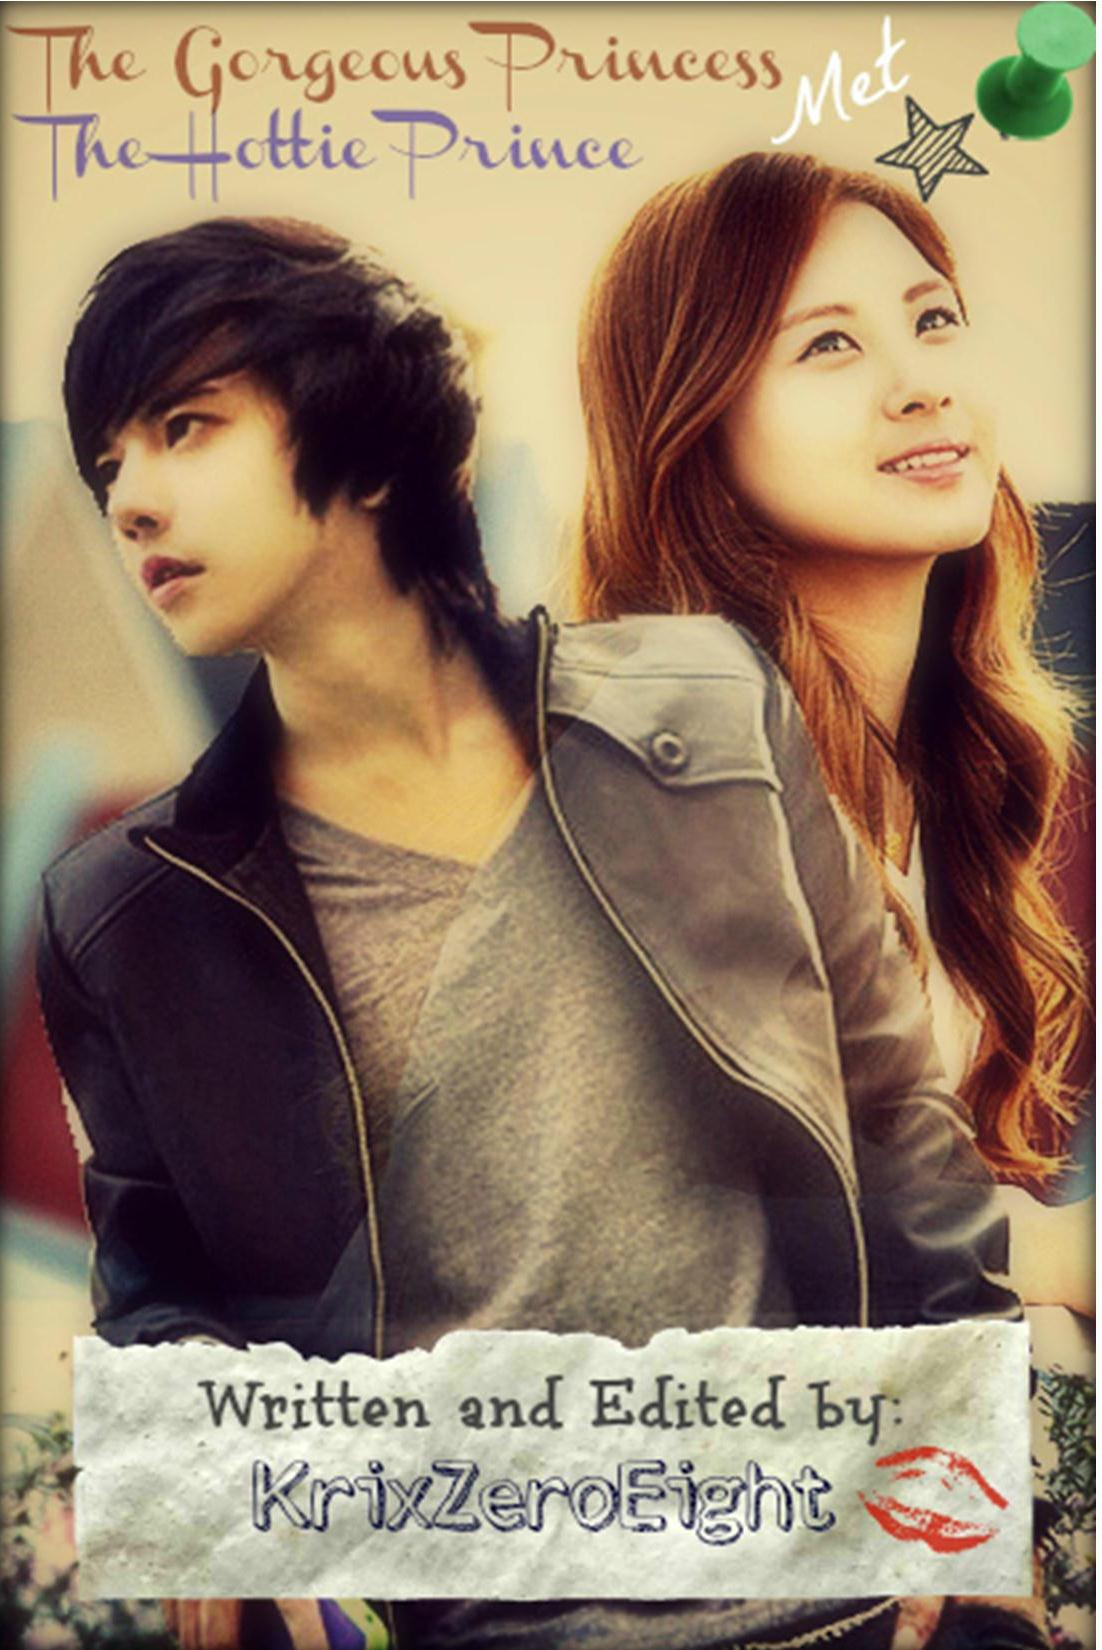 The Gorgeous Princess Met
The Hottie Prince
Written and Edited by:
KrixZeroEight